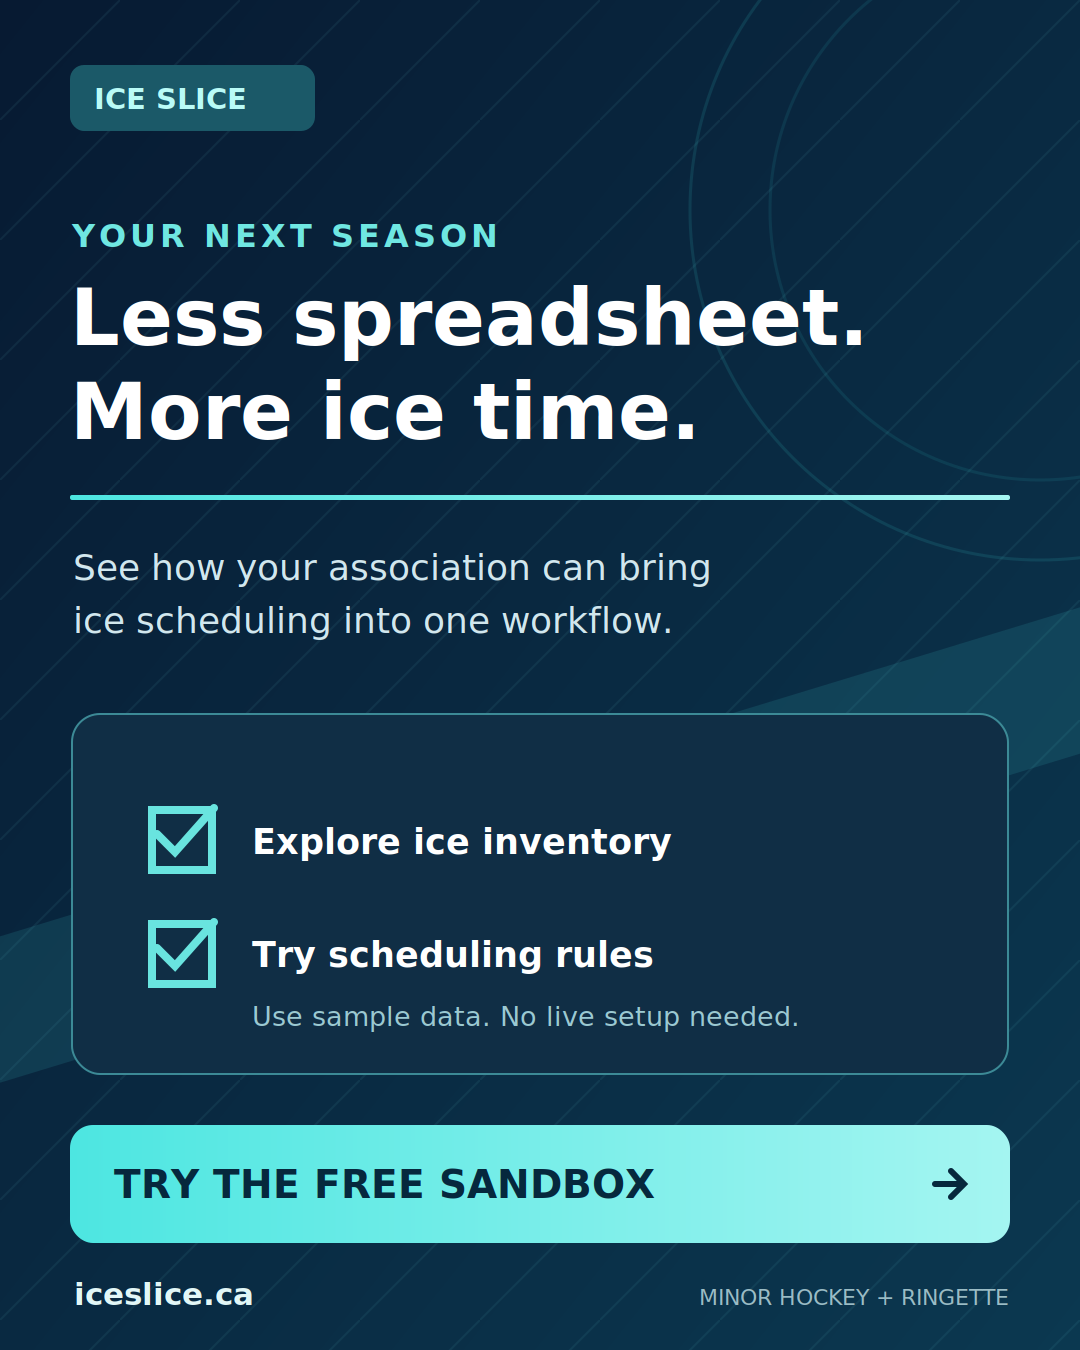 ICE SLICE
YOUR NEXT SEASON
Less spreadsheet.
More ice time.
See how your association can bring
ice scheduling into one workflow.
Explore ice inventory
Try scheduling rules
Use sample data. No live setup needed.
TRY THE FREE SANDBOX
iceslice.ca
MINOR HOCKEY + RINGETTE